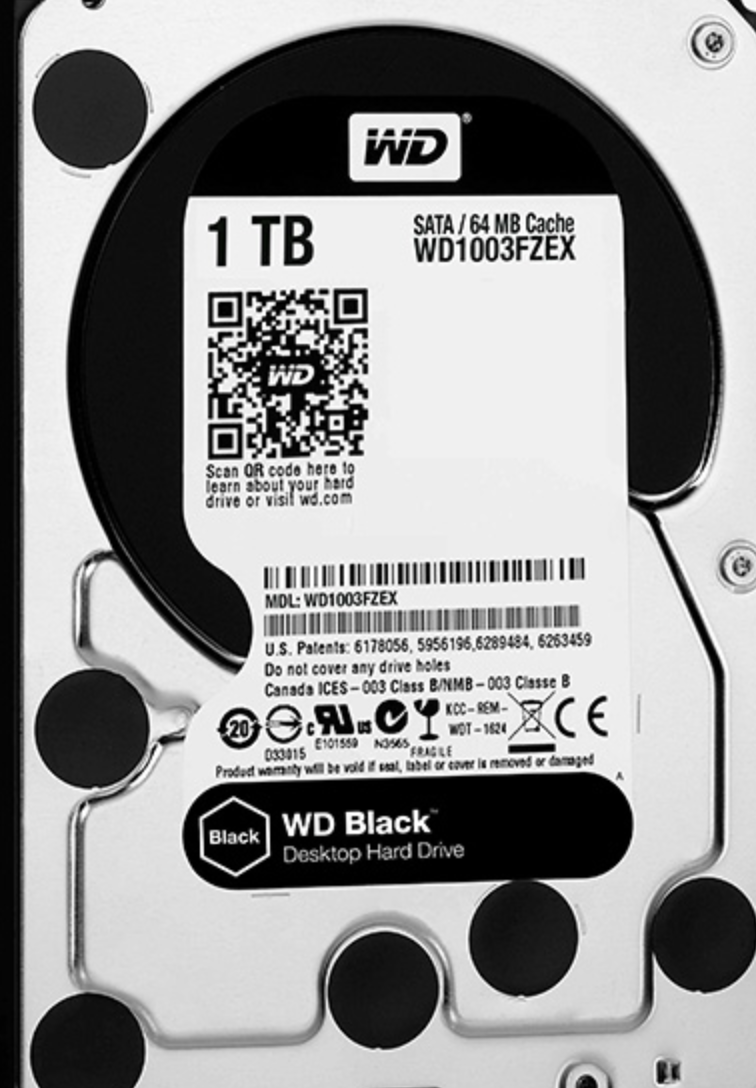 WD®
1 TB
SATA / 64 MB Cache
WD1003FZEX
WD
Scan QR code here to
learn about your hard
drive or visit wd.com
MDL: WD1003FZEX
U.S. Patents: 6178056, 5956196,6289484, 6263459
Do not cover any drive holes
Canada ICES-003 Class B/NMB-003 Classe B
20
D33015
c RU US
E101559
N3565
FRAGILE
KCC-REM-
WDT-1624
CE
Product warranty will be void if seal, label or cover is removed or damaged
A
Black
WD Black™
Desktop Hard Drive